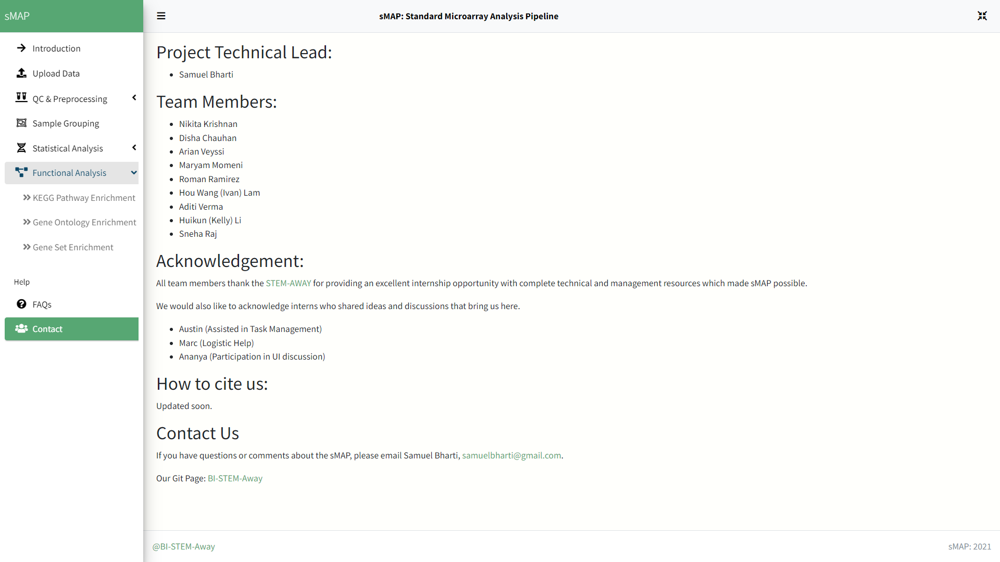 sMAP
sMAP: Standard Microarray Analysis Pipeline
Introduction
Upload Data
QC & Preprocessing
Sample Grouping
Statistical Analysis
Functional Analysis
KEGG Pathway Enrichment
Gene Ontology Enrichment
Gene Set Enrichment
Help
FAQs
Contact
Project Technical Lead:
Samuel Bharti
Team Members:
Nikita Krishnan
Disha Chauhan
Arian Veyssi
Maryam Momeni
Roman Ramirez
Hou Wang (Ivan) Lam
Aditi Verma
Huikun (Kelly) Li
Sneha Raj
Acknowledgement:
All team members thank the STEM-AWAY for providing an excellent internship opportunity with complete technical and management resources which made sMAP possible.
We would also like to acknowledge interns who shared ideas and discussions that bring us here.
Austin (Assisted in Task Management)
Marc (Logistic Help)
Ananya (Participation in UI discussion)
How to cite us:
Updated soon.
Contact Us
If you have questions or comments about the sMAP, please email Samuel Bharti, samuelbharti@gmail.com.
Our Git Page: BI-STEM-Away
@BI-STEM-Away
sMAP: 2021